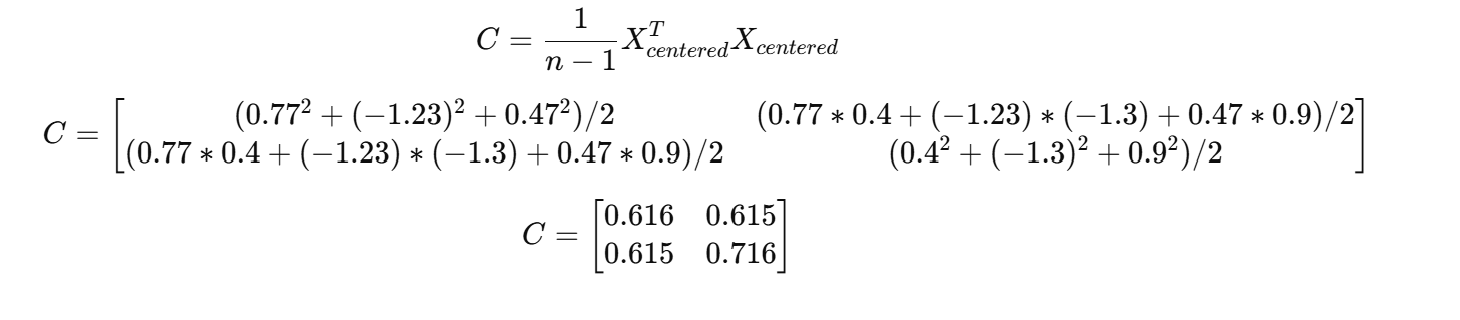 C = \frac{1}{n-1} X_{centered}^{T} X_{centered}
C = \begin{bmatrix} (0.77^2 + (-1.23)^2 + 0.47^2)/2 & (0.77 * 0.4 + (-1.23) * (-1.3) + 0.47 * 0.9)/2 \\ (0.77 * 0.4 + (-1.23) * (-1.3) + 0.47 * 0.9)/2 & (0.4^2 + (-1.3)^2 + 0.9^2)/2 \end{bmatrix}
C = \begin{bmatrix} 0.616 & 0.615 \\ 0.615 & 0.716 \end{bmatrix}